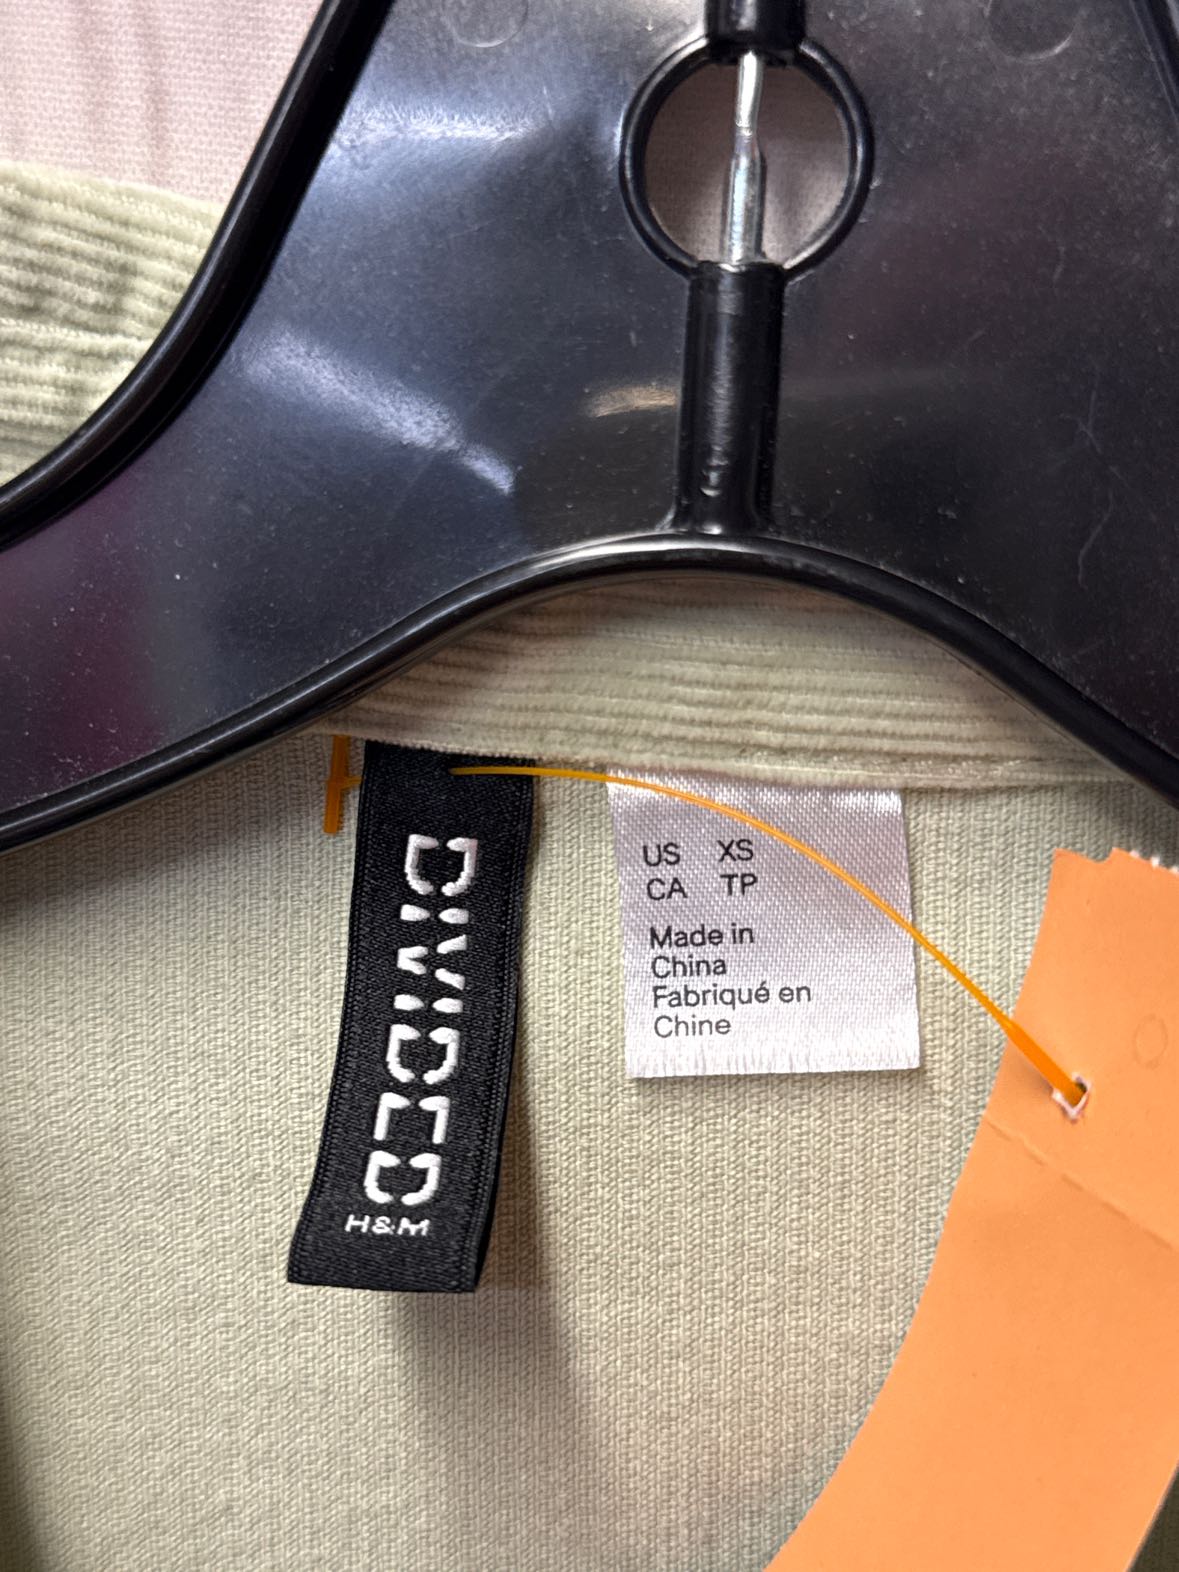 DIVIDED
H&M
US XS
CA TP
Made in
China
Fabriqué en
Chine